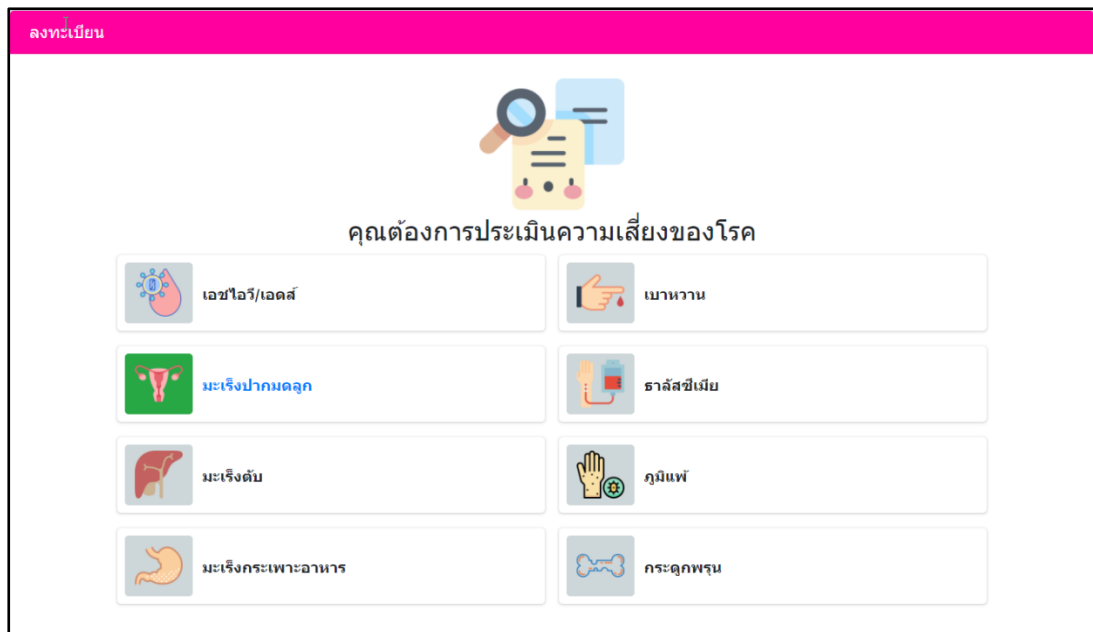 ลงทะเบียน
คุณต้องการประเมินความเสี่ยงของโรค
เอชไอวี/เอดส์
เบาหวาน
มะเร็งปากมดลูก
ธาลัสซีเมีย
มะเร็งตับ
ภูมิแพ้
มะเร็งกระเพาะอาหาร
กระดูกพรุน